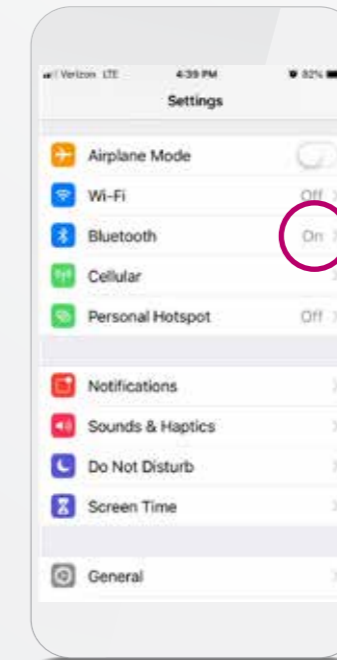 Verizon LTE 4:39 PM 82%
Settings
Airplane Mode
Wi-Fi Off
Bluetooth On
Cellular
Personal Hotspot Off
Notifications
Sounds & Haptics
Do Not Disturb
Screen Time
General